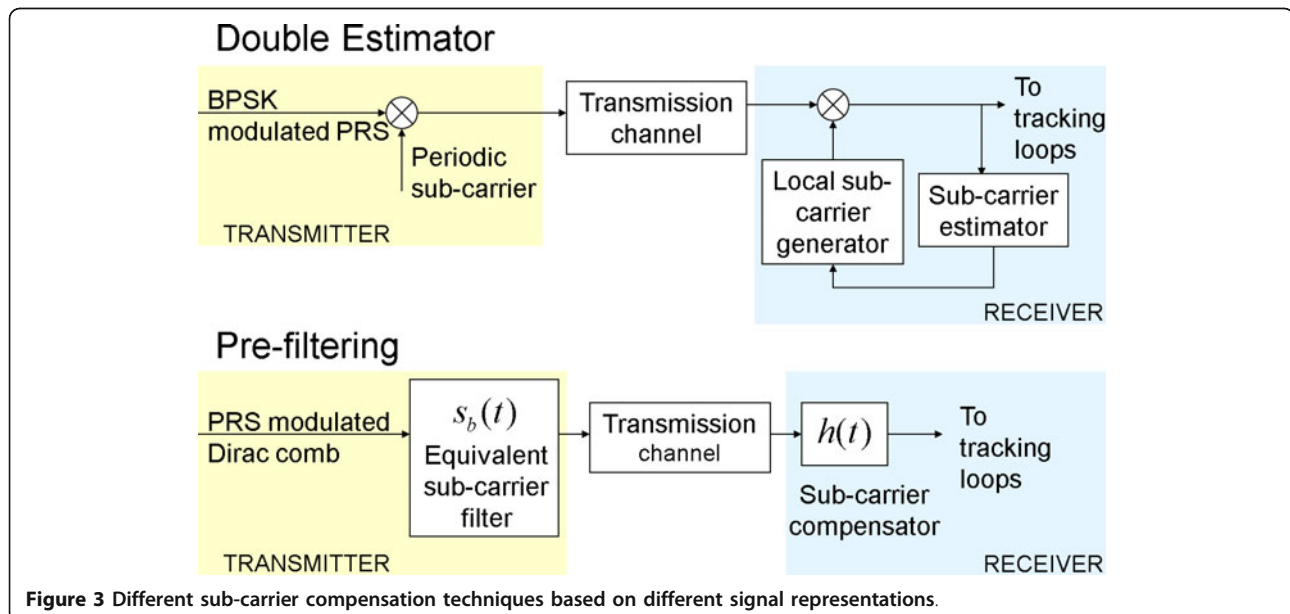 Double Estimator
BPSK
modulated PRS
Periodic
sub-carrier
TRANSMITTER
Transmission
channel
Local sub-
carrier
generator
Sub-carrier
estimator
To
tracking
loops
RECEIVER
Pre-filtering
PRS modulated
Dirac comb
s_b(t)
Equivalent
sub-carrier
filter
TRANSMITTER
Transmission
channel
h(t)
Sub-carrier
compensator
To
tracking
loops
RECEIVER
Figure 3 Different sub-carrier compensation techniques based on different signal representations.